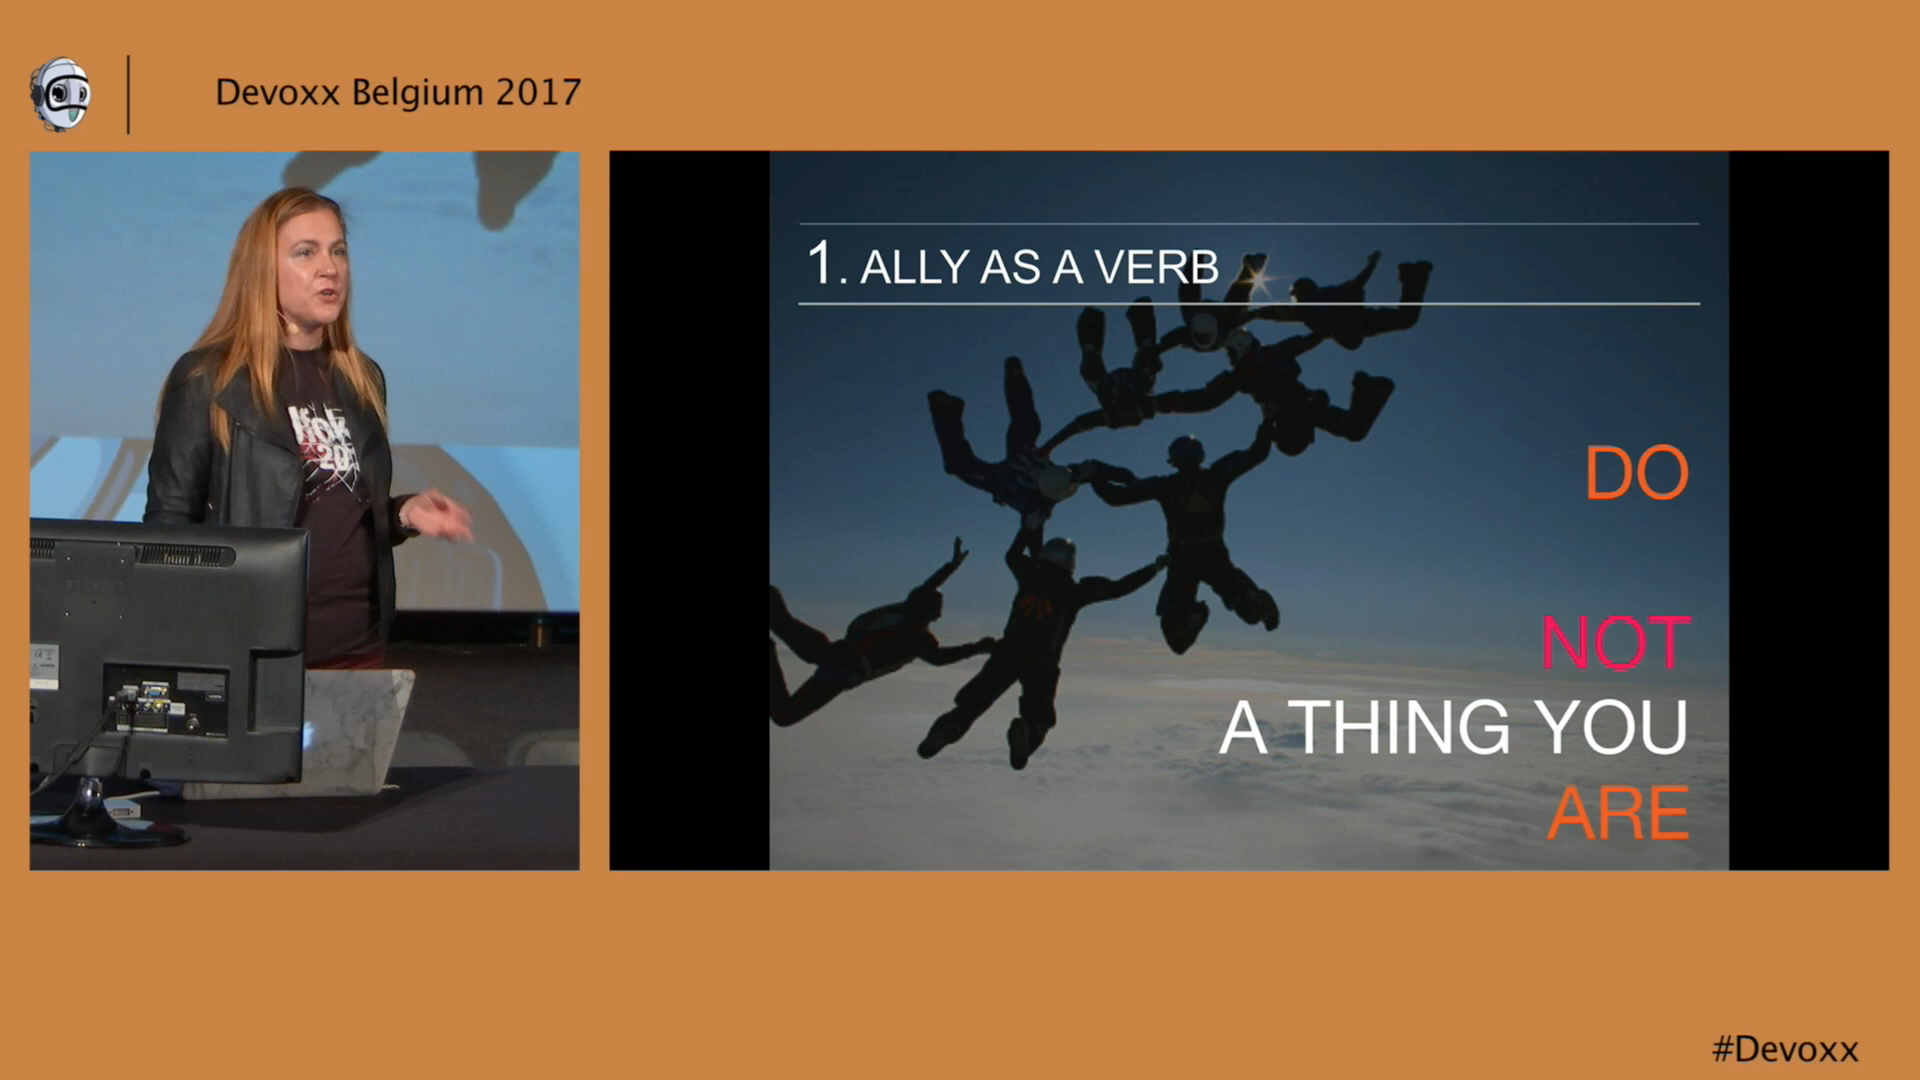 Devoxx Belgium 2017
1. ALLY AS A VERB
DO
NOT
A THING YOU
ARE
#Devoxx